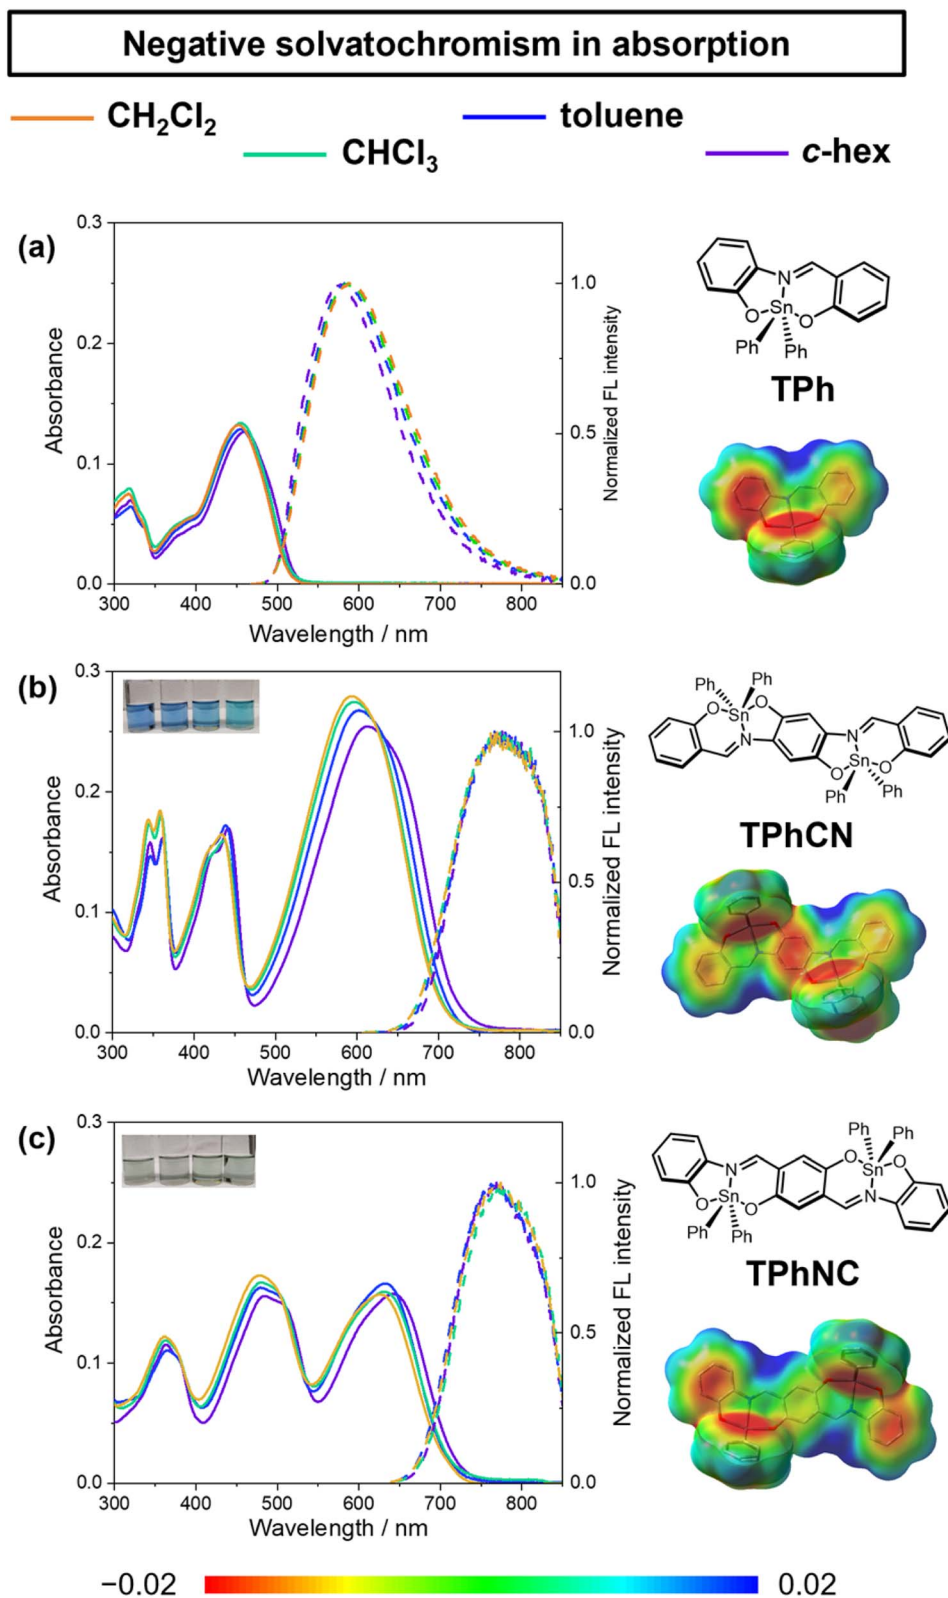 Negative solvatochromism in absorption
CH₂Cl₂
toluene
CHCl₃
c-hex
(a)
0.3
0.2
0.1
0.0
Absorbance
1.0
0.5
0.0
Normalized FL intensity
300 400 500 600 700 800
Wavelength / nm
N
O Sn O
Ph Ph
TPh
(b)
0.3
0.2
0.1
0.0
Absorbance
1.0
0.5
0.0
Normalized FL intensity
300 400 500 600 700 800
Wavelength / nm
Ph Ph
O Sn O
N N
O Sn O
Ph Ph
TPhCN
(c)
0.3
0.2
0.1
0.0
Absorbance
1.0
0.5
0.0
Normalized FL intensity
300 400 500 600 700 800
Wavelength / nm
Ph Ph
O Sn O
N N
O Sn O
Ph Ph
TPhNC
−0.02 0.02